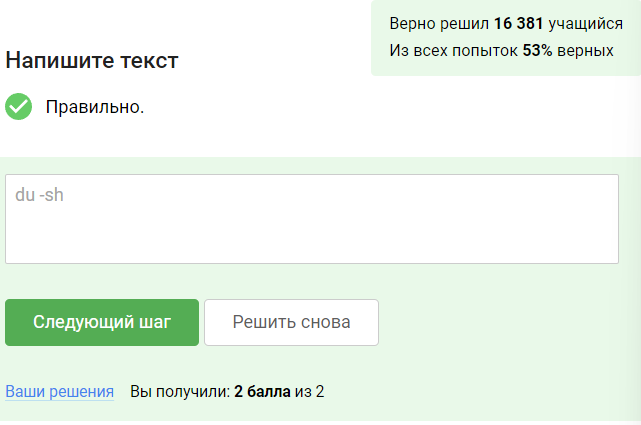 Верно решил 16 381 учащийся
Из всех попыток 53% верных
Напишите текст
Правильно.
du -sh
Следующий шаг
Решить снова
Ваши решения Вы получили: 2 балла из 2